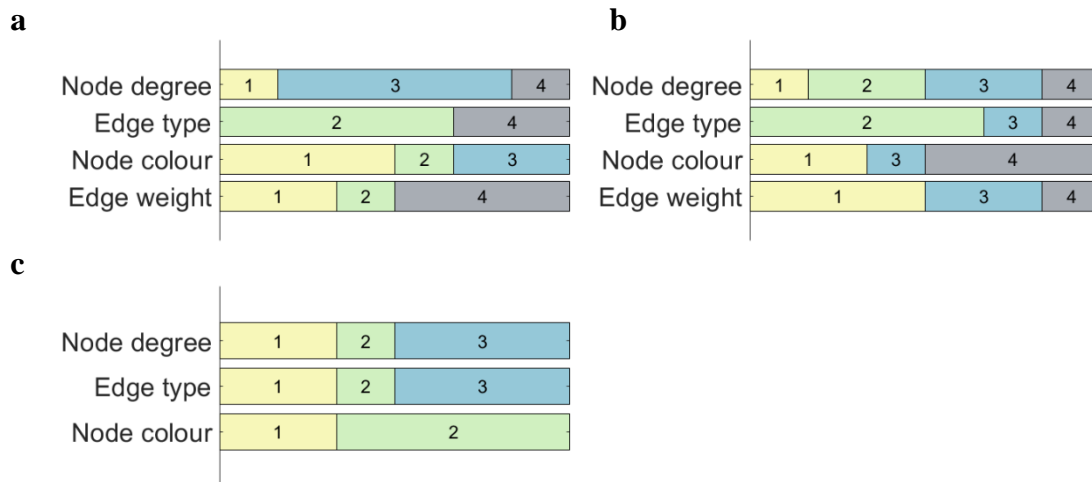 a
Node degree 1 3 4
Edge type 2 4
Node colour 1 2 3
Edge weight 1 2 4
b
Node degree 1 2 3 4
Edge type 2 3 4
Node colour 1 3 4
Edge weight 1 3 4
c
Node degree 1 2 3
Edge type 1 2 3
Node colour 1 2